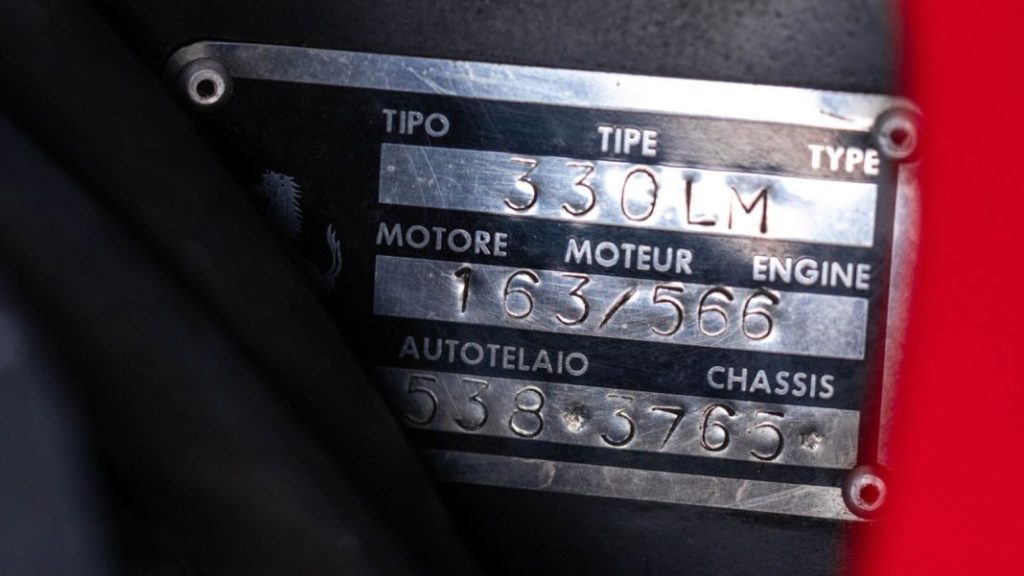 TIPO TIPE TYPE
330LM
MOTORE MOTEUR ENGINE
163/566
AUTOTELAIO CHASSIS
538*3765*